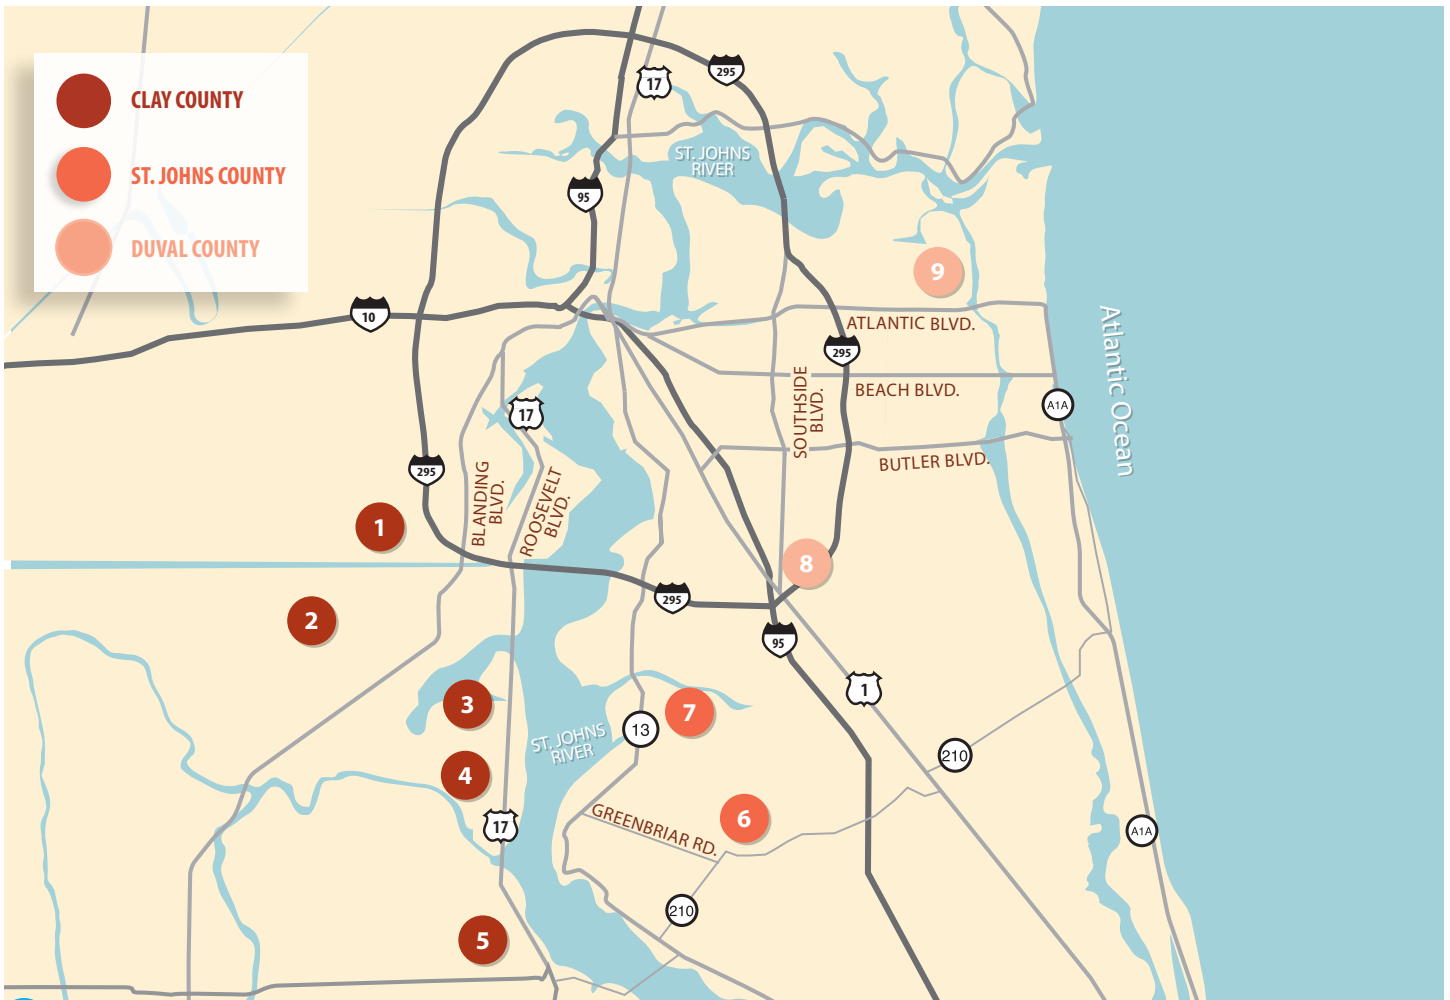 CLAY COUNTY
ST. JOHNS COUNTY
DUVAL COUNTY
17
295
ST. JOHNS
RIVER
95
9
10
ATLANTIC BLVD.
295
SOUTHSIDE
BLVD.
BEACH BLVD.
A1A
Atlantic Ocean
17
BUTLER BLVD.
295
BLANDING
BLVD.
ROOSEVELT
BLVD.
1
8
295
2
95
1
3
7
13
ST. JOHNS
RIVER
210
4
17
GREENBRIAR RD.
6
A1A
210
5